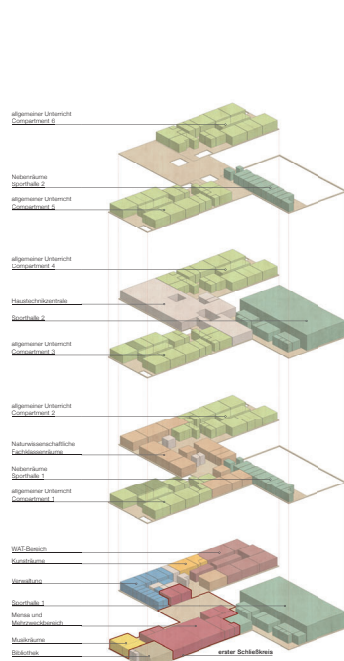 allgemeiner Unterricht
Compartment 6
Nebenräume
Sporthalle 2
allgemeiner Unterricht
Compartment 5
allgemeiner Unterricht
Compartment 4
Haustechnikzentrale
Sporthalle 2
allgemeiner Unterricht
Compartment 3
allgemeiner Unterricht
Compartment 2
Naturwissenschaftliche
Fachklassenräume
Nebenräume
Sporthalle 1
allgemeiner Unterricht
Compartment 1
WAT-Bereich
Kunsträume
Verwaltung
Sporthalle 1
Mensa und
Mehrzweckbereich
Musikräume
Bibliothek
erster Schließkreis